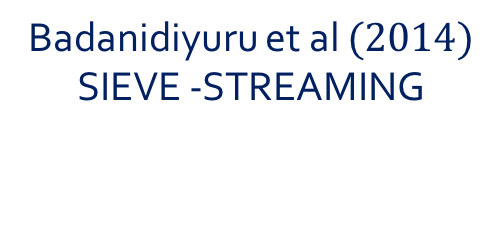 Badanidiyuru et al (2014)
SIEVE -STREAMING